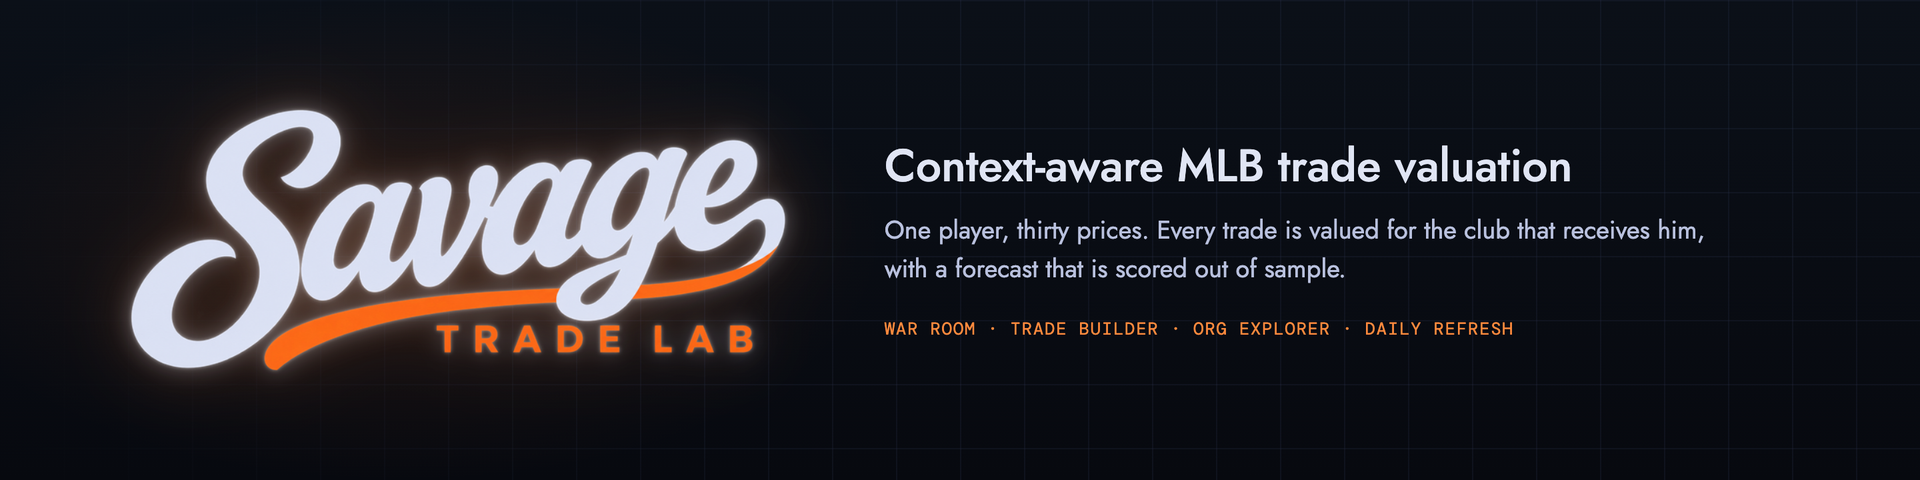 Savage
TRADE LAB
Context-aware MLB trade valuation
One player, thirty prices. Every trade is valued for the club that receives him,
with a forecast that is scored out of sample.
WAR ROOM · TRADE BUILDER · ORG EXPLORER · DAILY REFRESH